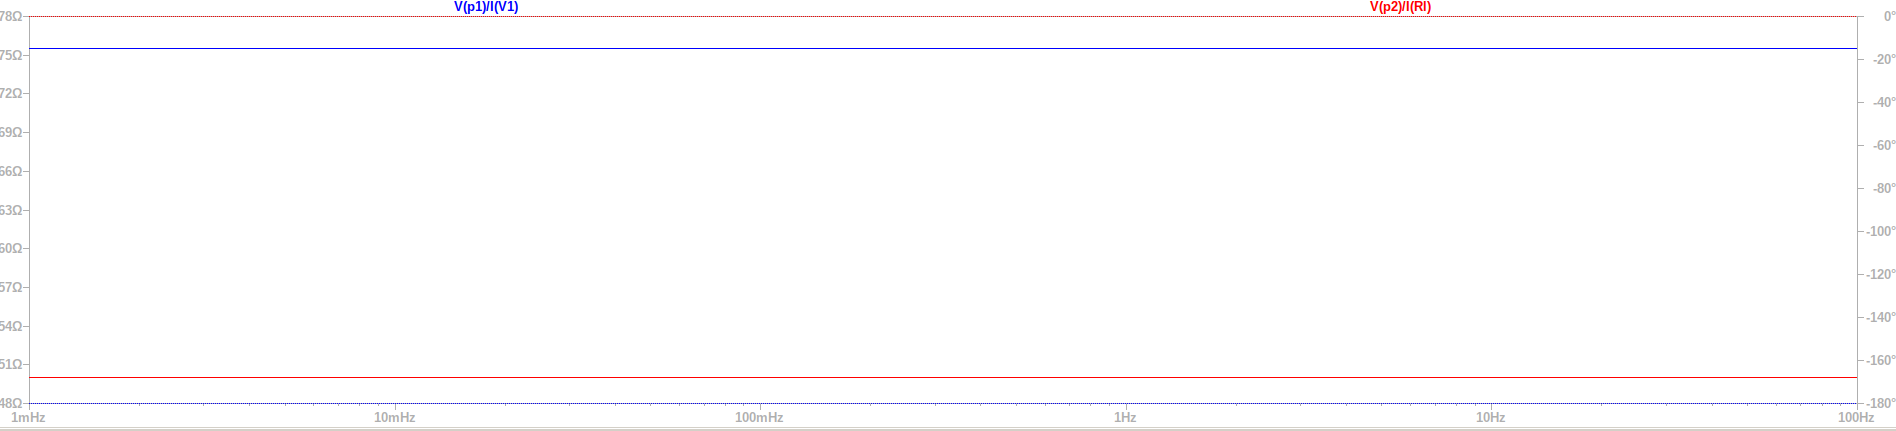 V(p1)/I(V1) V(p2)/I(Rl)
78Ω 0°
75Ω -20°
72Ω -40°
69Ω -60°
66Ω -80°
63Ω -100°
60Ω -120°
57Ω -140°
54Ω -160°
51Ω -180°
48Ω
1mHz 10mHz 100mHz 1Hz 10Hz 100Hz